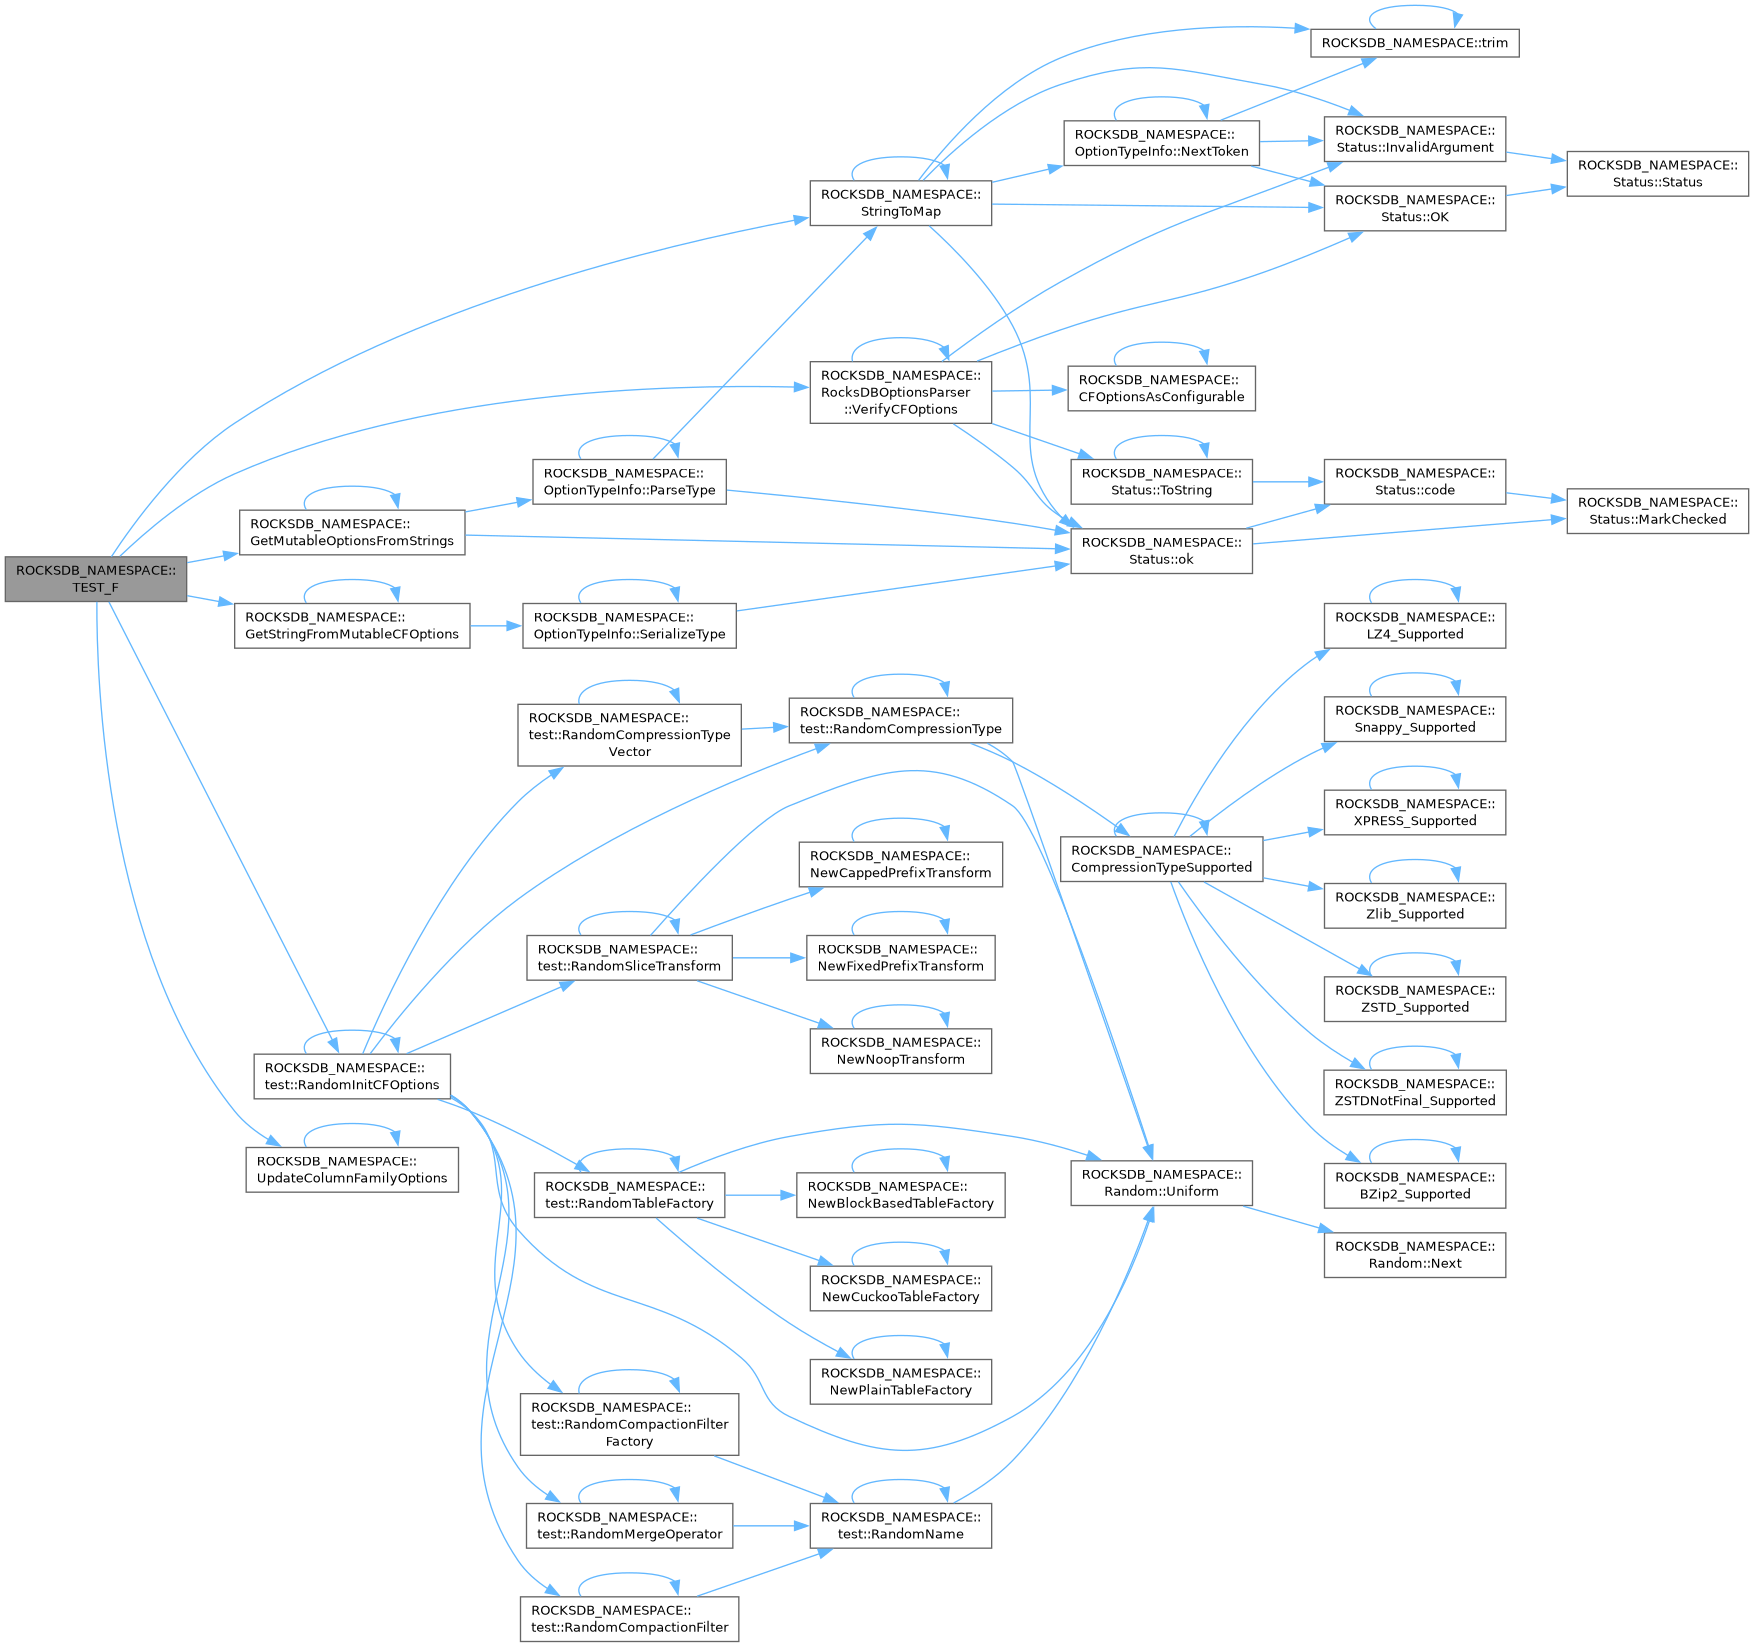 ROCKSDB_NAMESPACE::
TEST_F
ROCKSDB_NAMESPACE::
GetMutableOptionsFromStrings
ROCKSDB_NAMESPACE::
GetStringFromMutableCFOptions
ROCKSDB_NAMESPACE::
test::RandomInitCFOptions
ROCKSDB_NAMESPACE::
UpdateColumnFamilyOptions
ROCKSDB_NAMESPACE::
OptionTypeInfo::ParseType
ROCKSDB_NAMESPACE::
OptionTypeInfo::SerializeType
ROCKSDB_NAMESPACE::
test::RandomCompressionType
Vector
ROCKSDB_NAMESPACE::
test::RandomSliceTransform
ROCKSDB_NAMESPACE::
test::RandomTableFactory
ROCKSDB_NAMESPACE::
test::RandomCompactionFilter
Factory
ROCKSDB_NAMESPACE::
test::RandomMergeOperator
ROCKSDB_NAMESPACE::
test::RandomCompactionFilter
ROCKSDB_NAMESPACE::
StringToMap
ROCKSDB_NAMESPACE::
RocksDBOptionsParser
::VerifyCFOptions
ROCKSDB_NAMESPACE::
test::RandomCompressionType
ROCKSDB_NAMESPACE::
NewCappedPrefixTransform
ROCKSDB_NAMESPACE::
NewFixedPrefixTransform
ROCKSDB_NAMESPACE::
NewNoopTransform
ROCKSDB_NAMESPACE::
NewBlockBasedTableFactory
ROCKSDB_NAMESPACE::
NewCuckooTableFactory
ROCKSDB_NAMESPACE::
NewPlainTableFactory
ROCKSDB_NAMESPACE::
test::RandomName
ROCKSDB_NAMESPACE::
OptionTypeInfo::NextToken
ROCKSDB_NAMESPACE::
CFOptionsAsConfigurable
ROCKSDB_NAMESPACE::
Status::ToString
ROCKSDB_NAMESPACE::
Status::ok
ROCKSDB_NAMESPACE::
CompressionTypeSupported
ROCKSDB_NAMESPACE::
Random::Uniform
ROCKSDB_NAMESPACE::trim
ROCKSDB_NAMESPACE::
Status::InvalidArgument
ROCKSDB_NAMESPACE::
Status::OK
ROCKSDB_NAMESPACE::
Status::code
ROCKSDB_NAMESPACE::
LZ4_Supported
ROCKSDB_NAMESPACE::
Snappy_Supported
ROCKSDB_NAMESPACE::
XPRESS_Supported
ROCKSDB_NAMESPACE::
Zlib_Supported
ROCKSDB_NAMESPACE::
ZSTD_Supported
ROCKSDB_NAMESPACE::
ZSTDNotFinal_Supported
ROCKSDB_NAMESPACE::
BZip2_Supported
ROCKSDB_NAMESPACE::
Random::Next
ROCKSDB_NAMESPACE::
Status::Status
ROCKSDB_NAMESPACE::
Status::MarkChecked